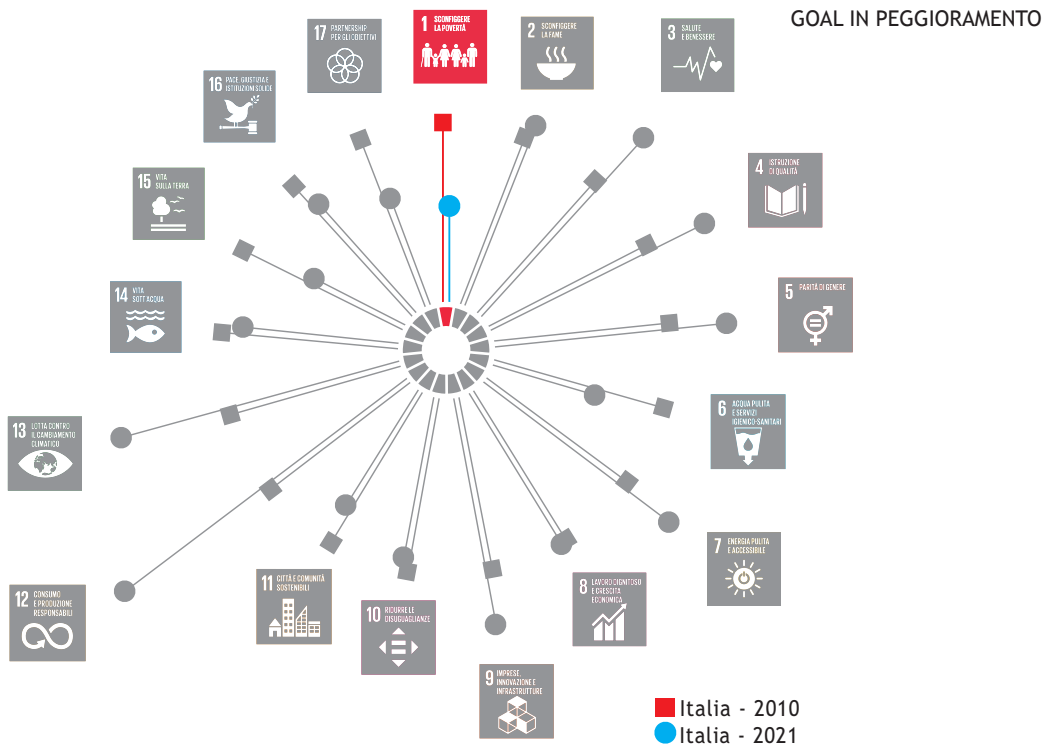 GOAL IN PEGGIORAMENTO
17 PARTNERSHIP
PER GLI OBIETTIVI
1 SCONFIGGERE
LA POVERTÀ
2 SCONFIGGERE
LA FAME
3 SALUTE
E BENESSERE
16 PACE, GIUSTIZIA E
ISTITUZIONI SOLIDE
4 ISTRUZIONE
DI QUALITÀ
15 VITA
SULLA TERRA
5 PARITÀ DI GENERE
14 VITA
SOTT'ACQUA
6 ACQUA PULITA
E SERVIZI
IGIENICO-SANITARI
13 LOTTA CONTRO
IL CAMBIAMENTO
CLIMATICO
7 ENERGIA PULITA
E ACCESSIBILE
12 CONSUMO
E PRODUZIONE
RESPONSABILI
11 CITTÀ E COMUNITÀ
SOSTENIBILI
8 LAVORO DIGNITOSO
E CRESCITA
ECONOMICA
10 RIDURRE LE
DISUGUAGLIANZE
9 IMPRESE,
INNOVAZIONE E
INFRASTRUTTURE
Italia - 2010
Italia - 2021